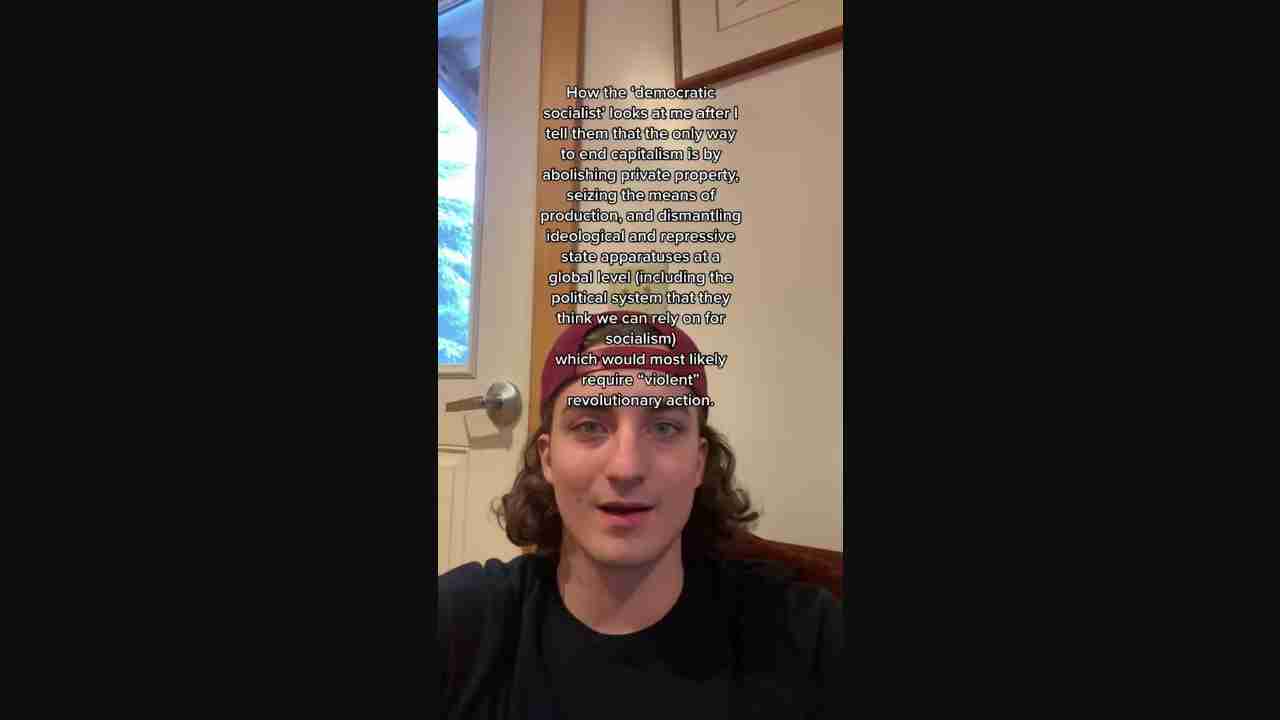 How the 'democratic
socialist' looks at me after I
tell them that the only way
to end capitalism is by
abolishing private property,
seizing the means of
production, and dismantling
ideological and repressive
state apparatuses at a
global level (including the
political system that they
think we can rely on for
socialism)
which would most likely
require "violent"
revolutionary action.